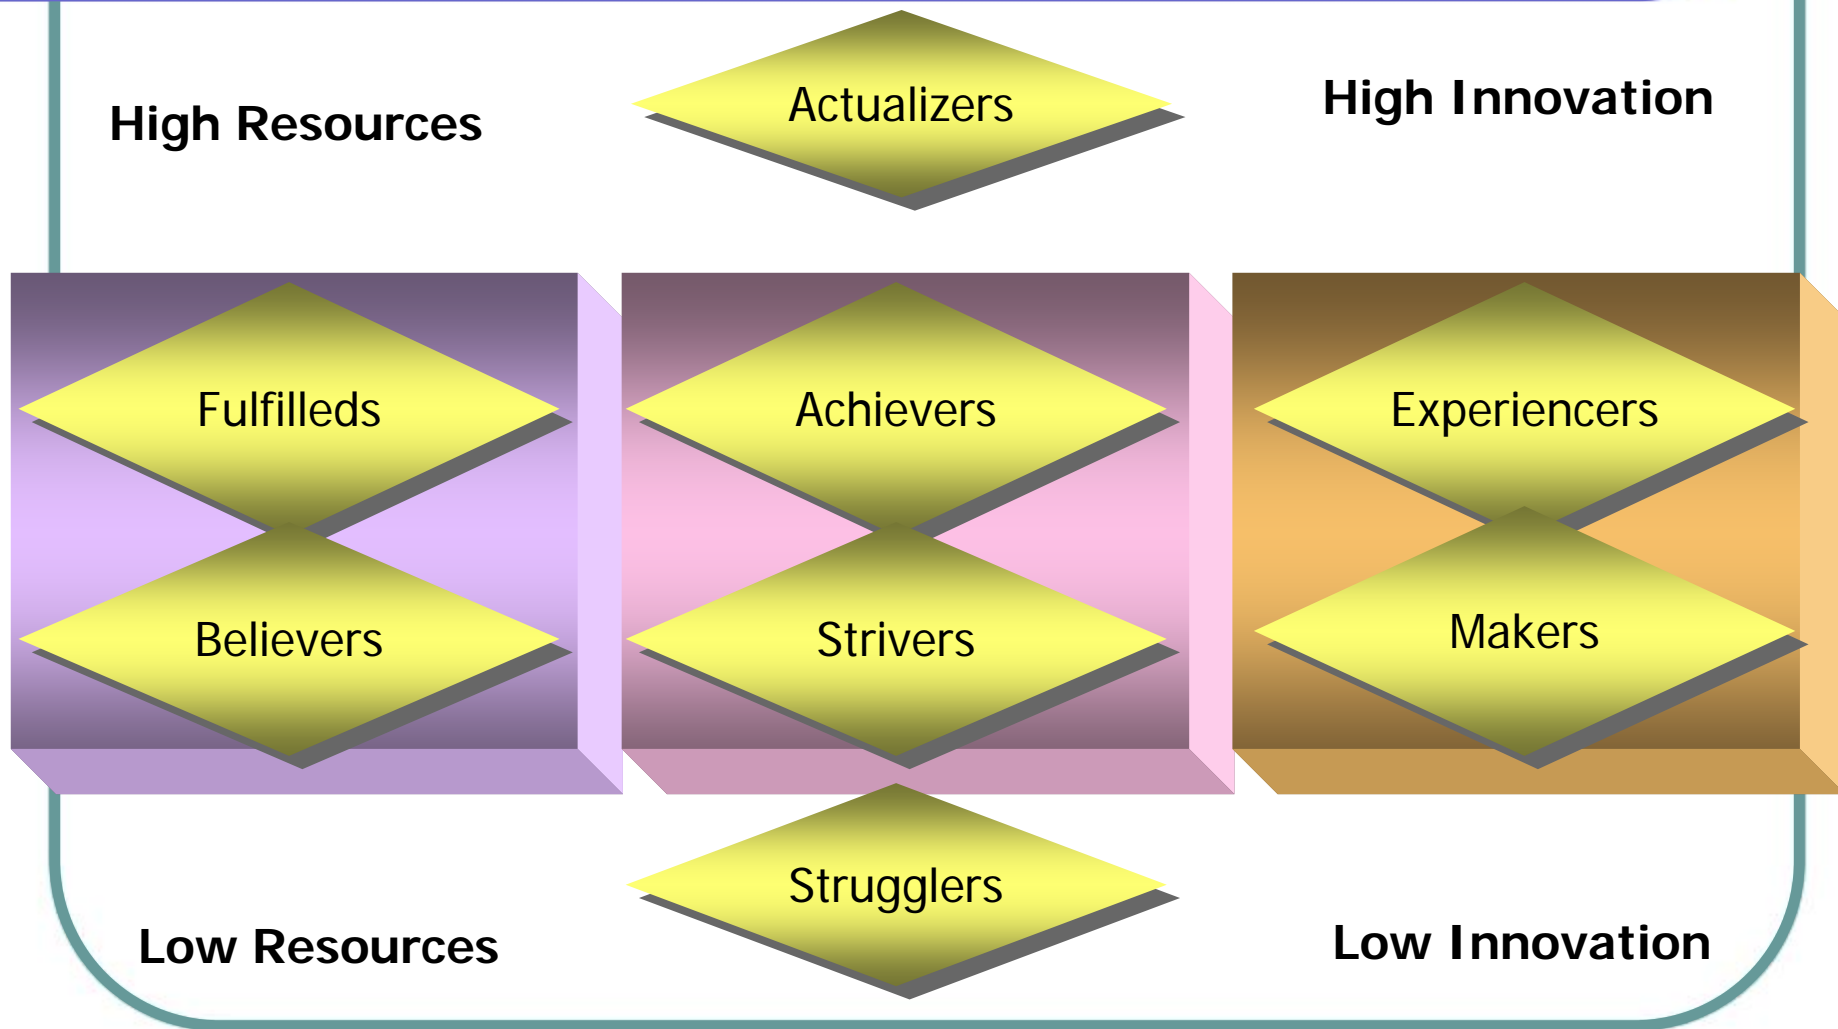 High Resources
Actualizers
High Innovation
Fulfilleds
Achievers
Experiencers
Believers
Strivers
Makers
Strugglers
Low Resources
Low Innovation